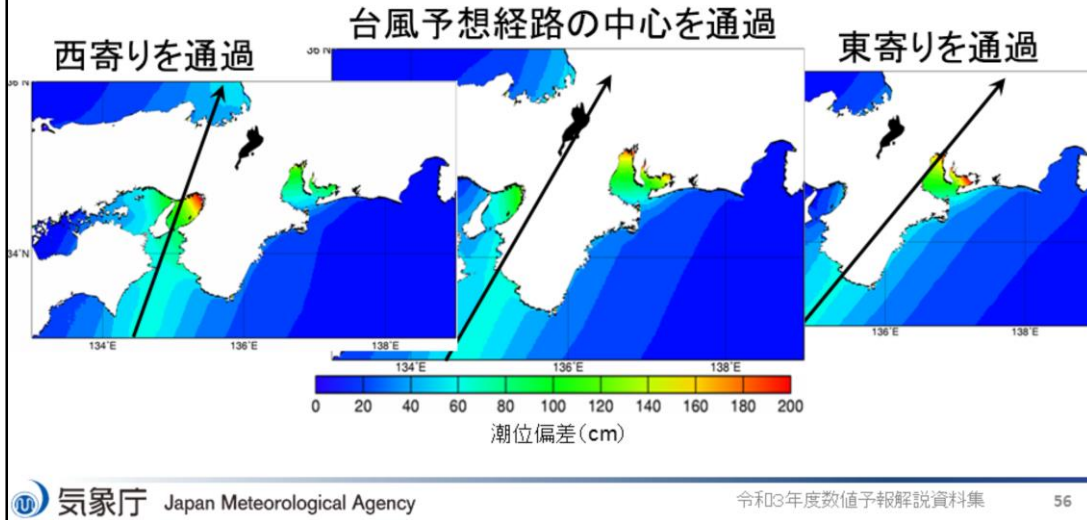 台風予想経路の中心を通過
西寄りを通過
東寄りを通過
36°N
34°N
134°E
136°E
138°E
134°E
136°E
138°E
136°E
138°E
0 20 40 60 80 100 120 140 160 180 200
潮位偏差(cm)
気象庁 Japan Meteorological Agency
令和3年度数値予報解説資料集
56